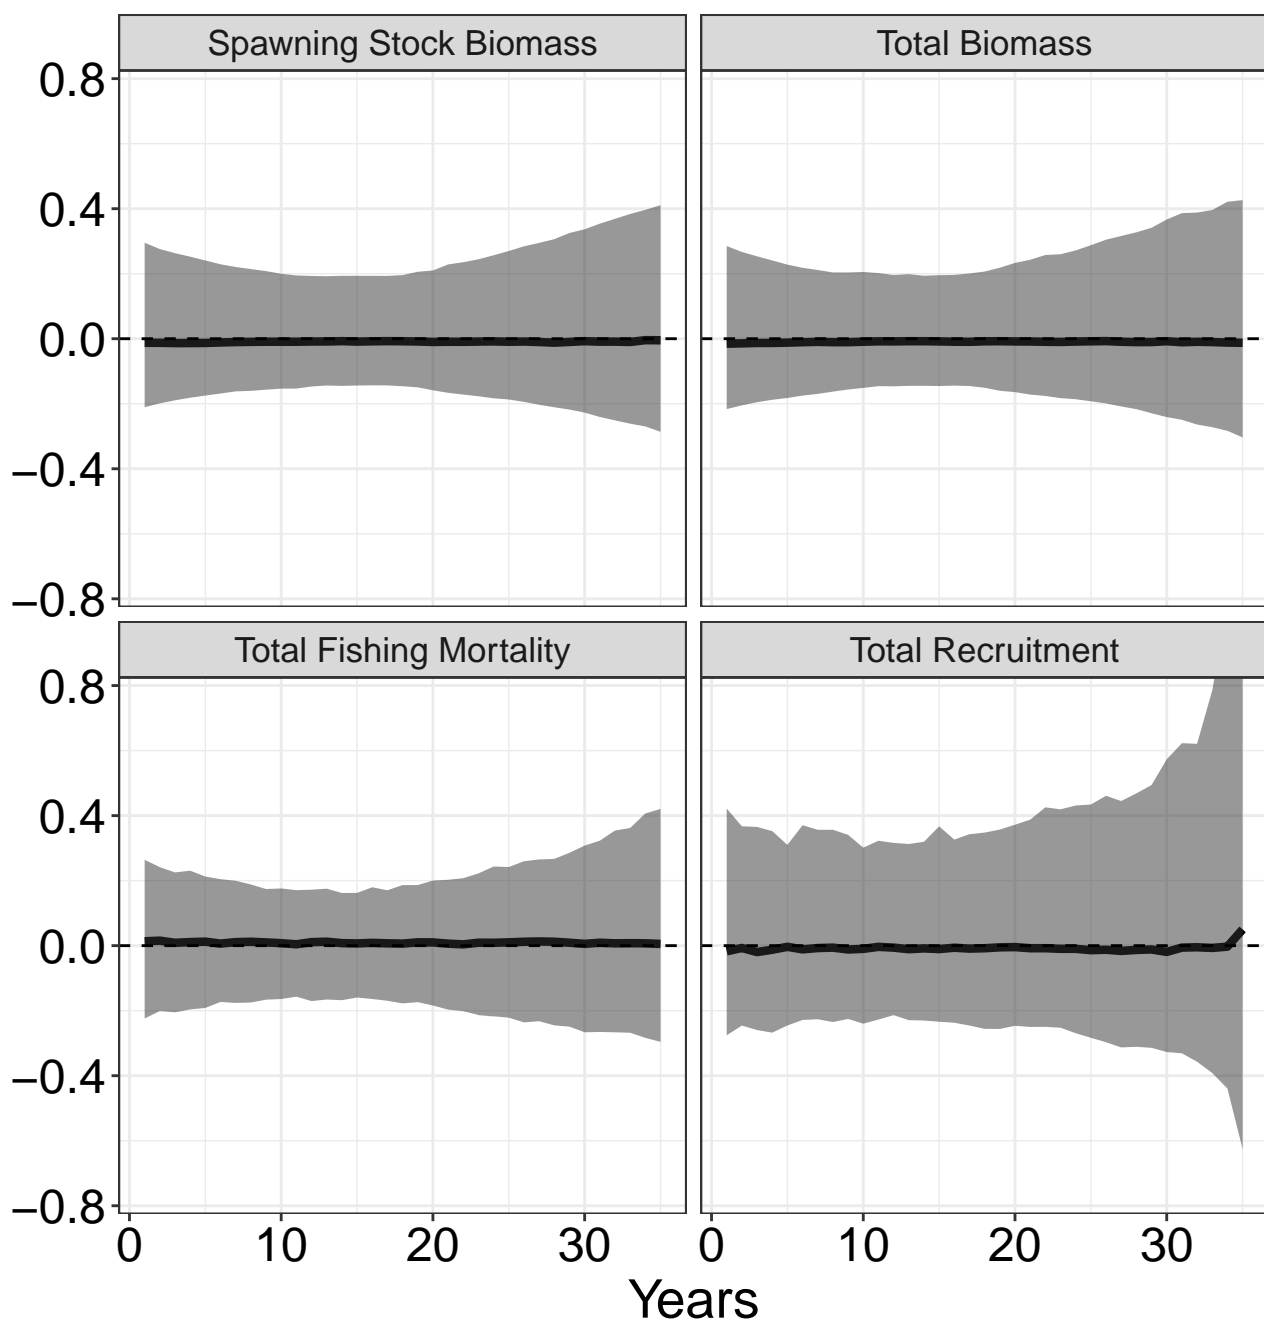 Spawning Stock Biomass
Total Biomass
0.8
0.4
0.0
−0.4
−0.8
Total Fishing Mortality
Total Recruitment
0.8
0.4
0.0
−0.4
−0.8
0 10 20 30
0 10 20 30
Years